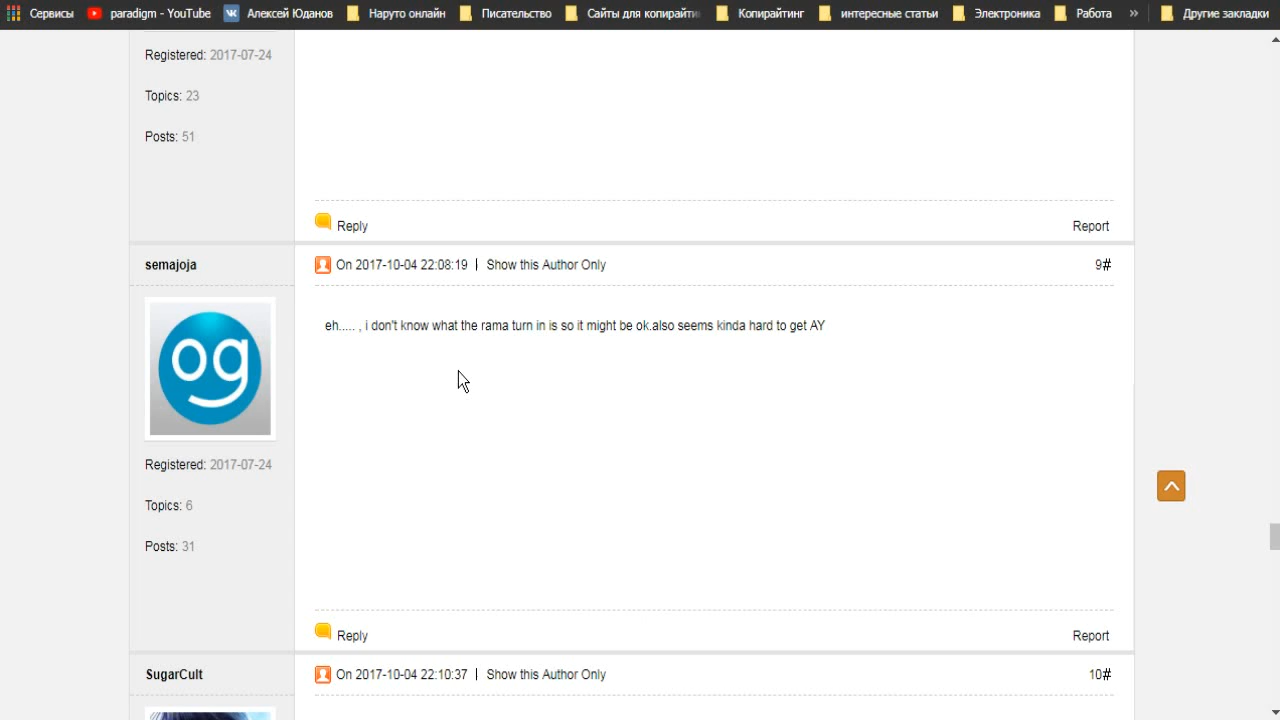 Сервисы paradigm - YouTube Алексей Юданов Наруто онлайн Писательство Сайты для копирайти Копирайтинг интересные статьи Электроника Работа » Другие закладки
Registered: 2017-07-24
Topics: 23
Posts: 51
Reply Report
semajoja On 2017-10-04 22:08:19 | Show this Author Only 9#
eh..... , i don't know what the rama turn in is so it might be ok.also seems kinda hard to get AY
og
Registered: 2017-07-24
Topics: 6
Posts: 31
Reply Report
SugarCult On 2017-10-04 22:10:37 | Show this Author Only 10#